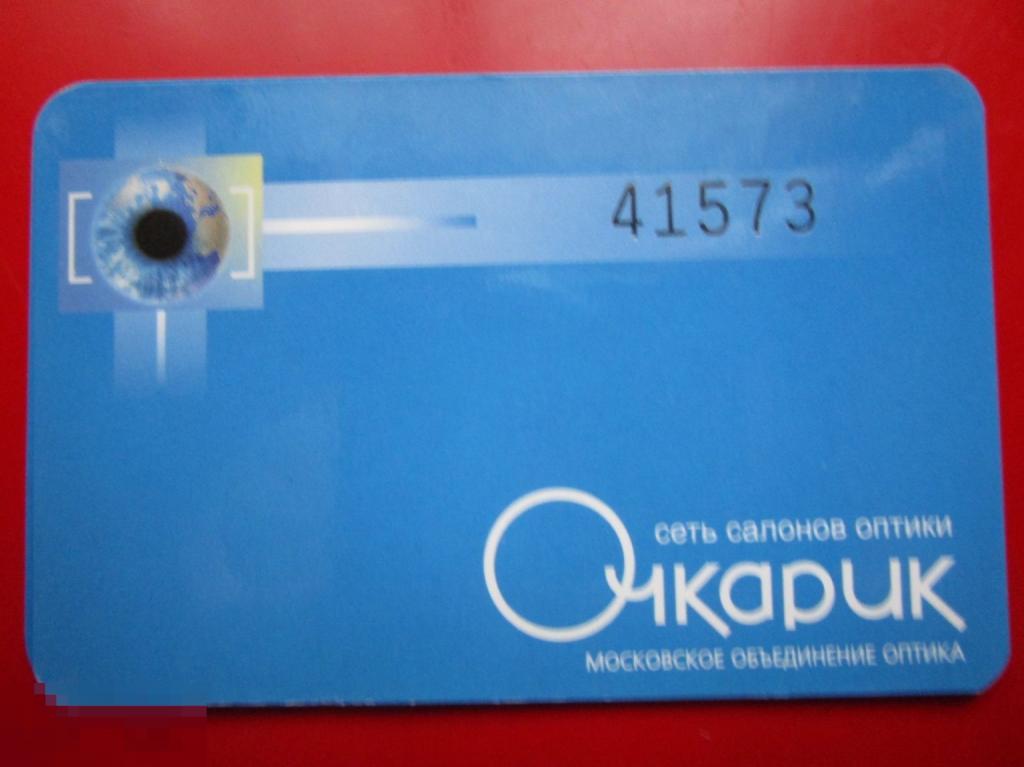 41573
сеть салонов оптики
Очкарик
МОСКОВСКОЕ ОБЪЕДИНЕНИЕ ОПТИКА